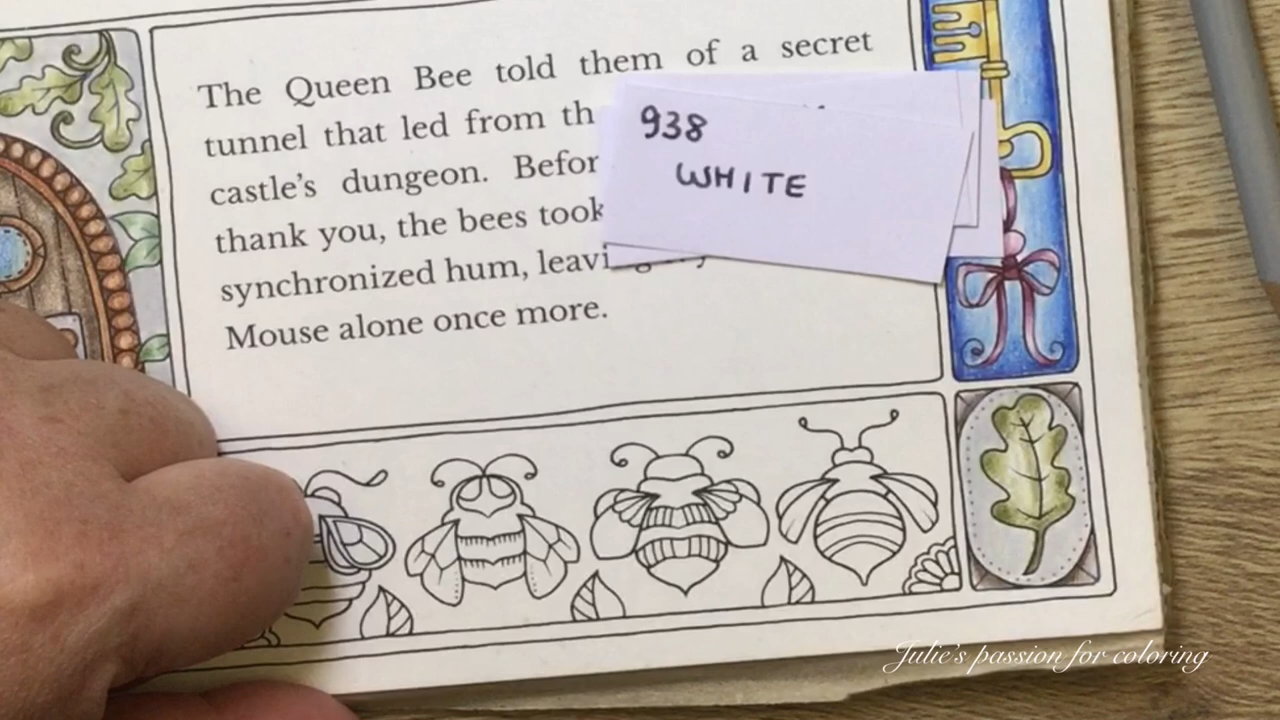 The Queen Bee told them of a secret
tunnel that led from th
castle's dungeon. Befor
thank you, the bees took
synchronized hum, leavi
Mouse alone once more.
938
WHITE
Julie's passion for coloring